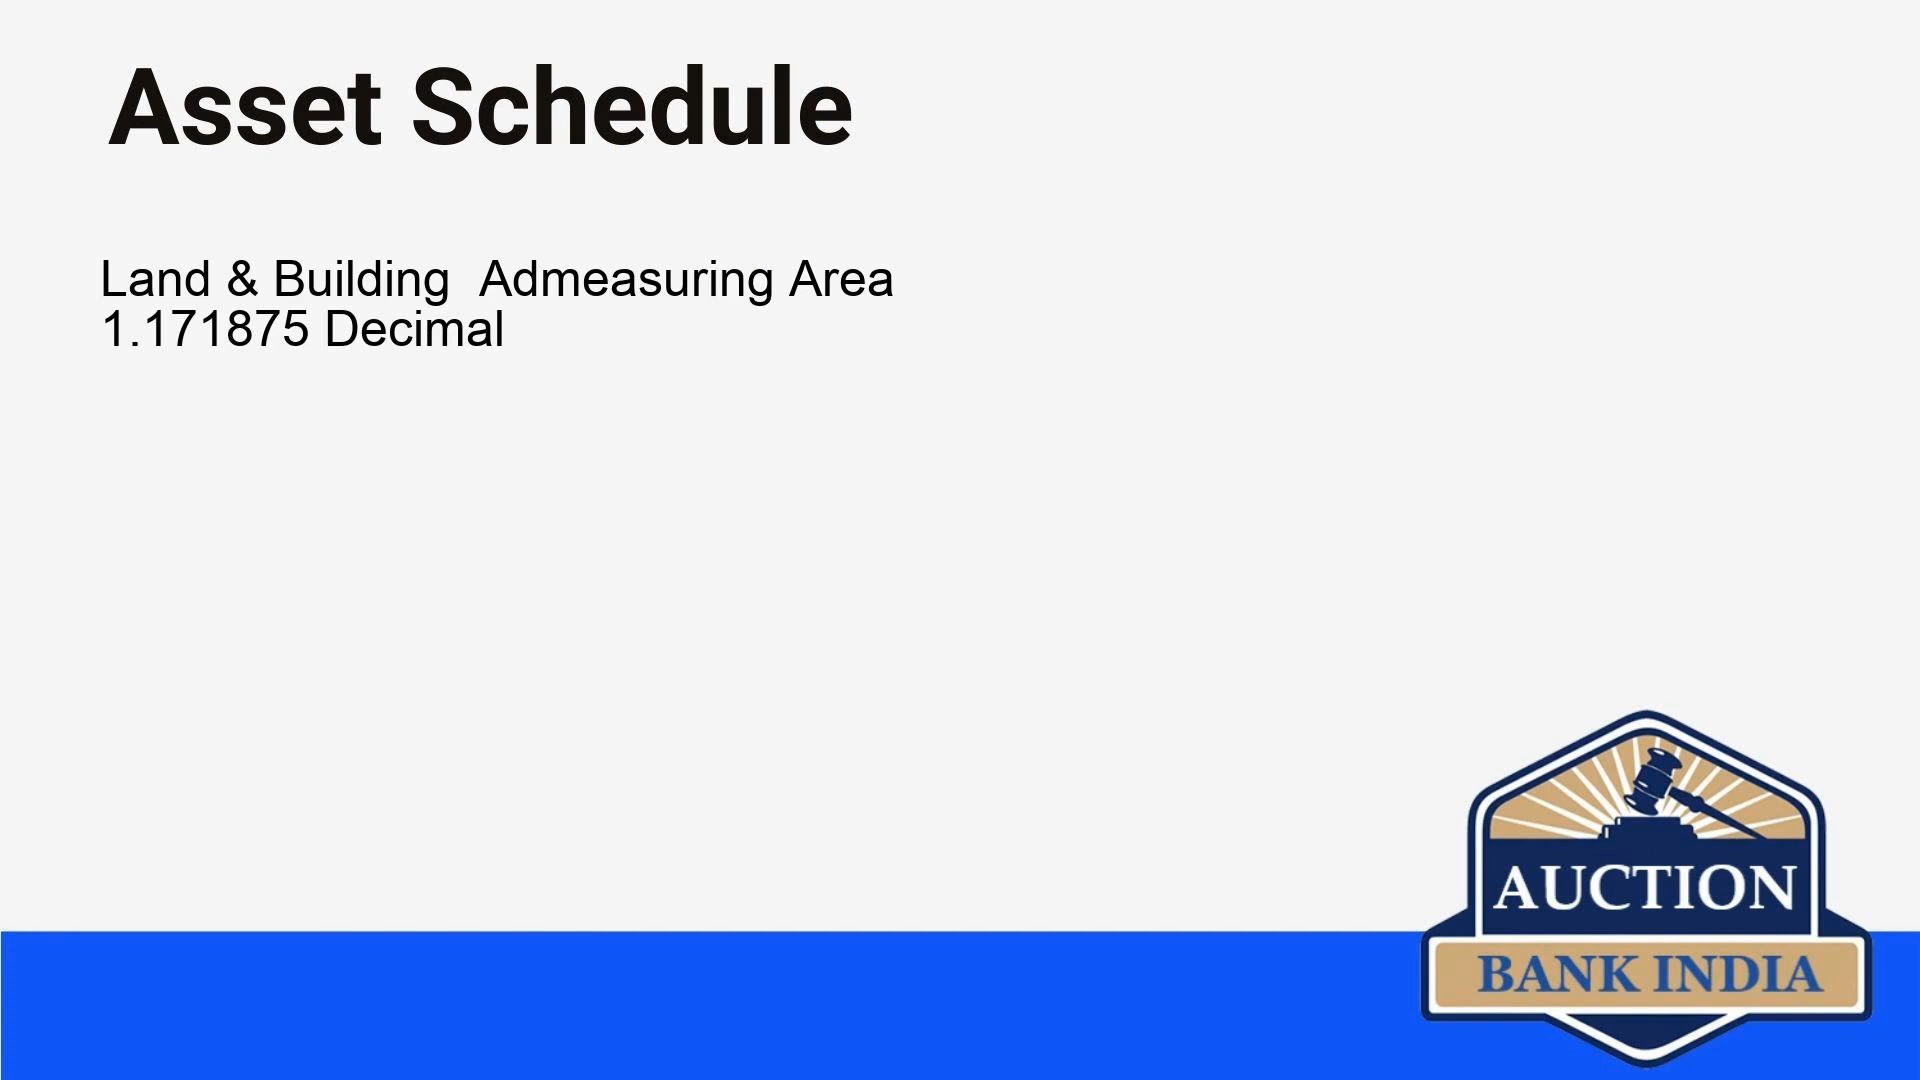 Asset Schedule
Land & Building  Admeasuring Area
1.171875 Decimal
AUCTION
BANK INDIA